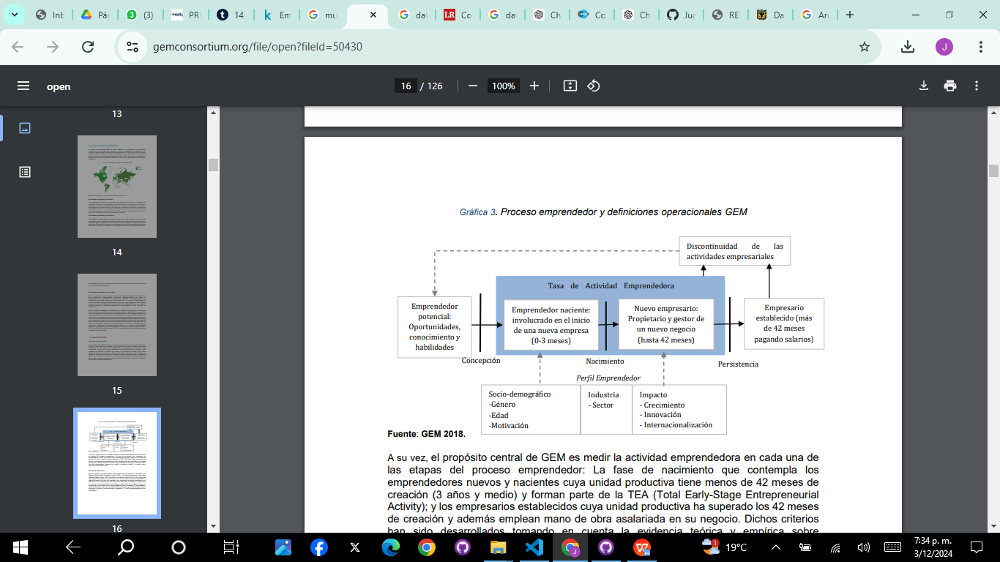 Inb
Pág
(3)
PR
14
Em
mu
dat
LR
Co
dat
Ch
Co
Ch
Jua
RE
Da
Are
gemconsortium.org/file/open?fileId=50430
J
open
16 / 126
100%
13
14
15
16
Gráfica 3. Proceso emprendedor y definiciones operacionales GEM
Discontinuidad de las
actividades empresariales
Tasa de Actividad Emprendedora
Emprendedor
potencial:
Oportunidades,
conocimiento y
habilidades
Emprendedor naciente:
involucrado en el inicio
de una nueva empresa
(0-3 meses)
Nuevo empresario:
Propietario y gestor de
un nuevo negocio
(hasta 42 meses)
Empresario
establecido (más
de 42 meses
pagando salarios)
Concepción
Nacimiento
Persistencia
Perfil Emprendedor
Socio-demográfico
-Género
-Edad
-Motivación
Industria
- Sector
Impacto
- Crecimiento
- Innovación
- Internacionalización
Fuente: GEM 2018.
A su vez, el propósito central de GEM es medir la actividad emprendedora en cada una de
las etapas del proceso emprendedor: La fase de nacimiento que contempla los
emprendedores nuevos y nacientes cuya unidad productiva tiene menos de 42 meses de
creación (3 años y medio) y forman parte de la TEA (Total Early-Stage Entrepreneurial
Activity); y los empresarios establecidos cuya unidad productiva ha superado los 42 meses
de creación y además emplean mano de obra asalariada en su negocio. Dichos criterios
han sido desarrollados tomando en cuenta la evidencia teórica y empírica sobre
19°C
7:34 p. m.
3/12/2024